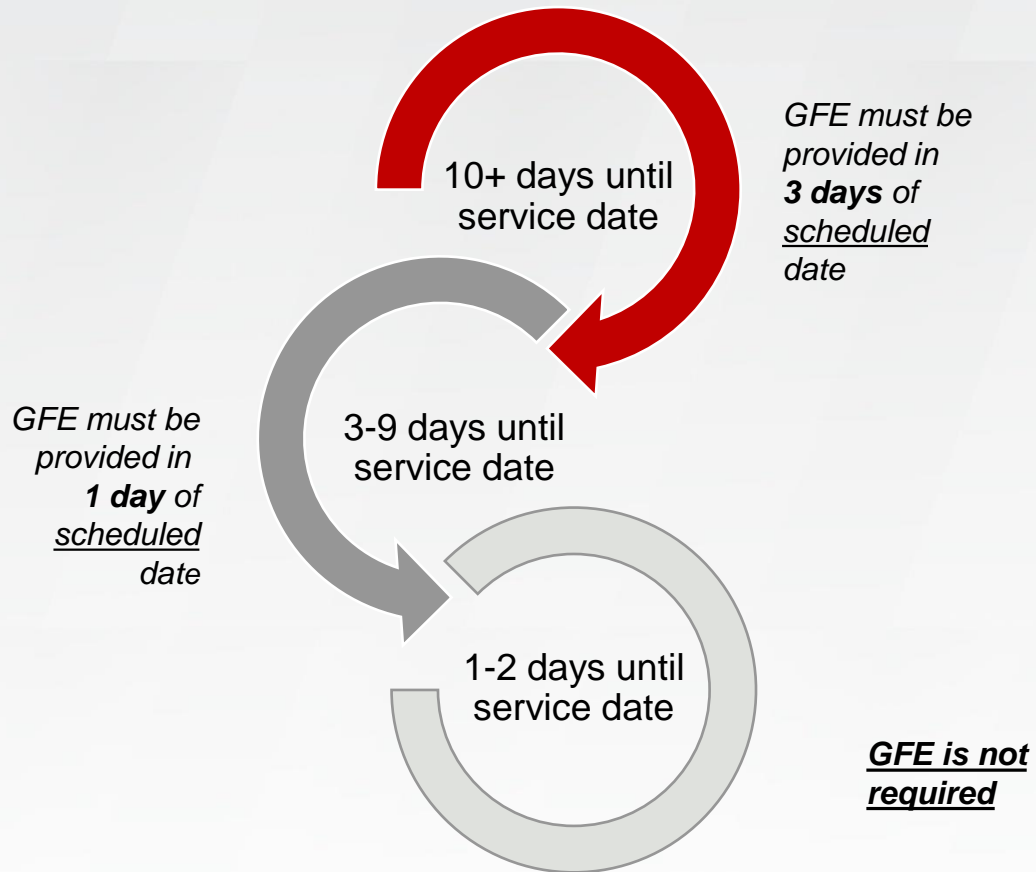 10+ days until
service date
GFE must be
provided in
3 days of
scheduled
date
3-9 days until
service date
GFE must be
provided in
1 day of
scheduled
date
1-2 days until
service date
GFE is not
required